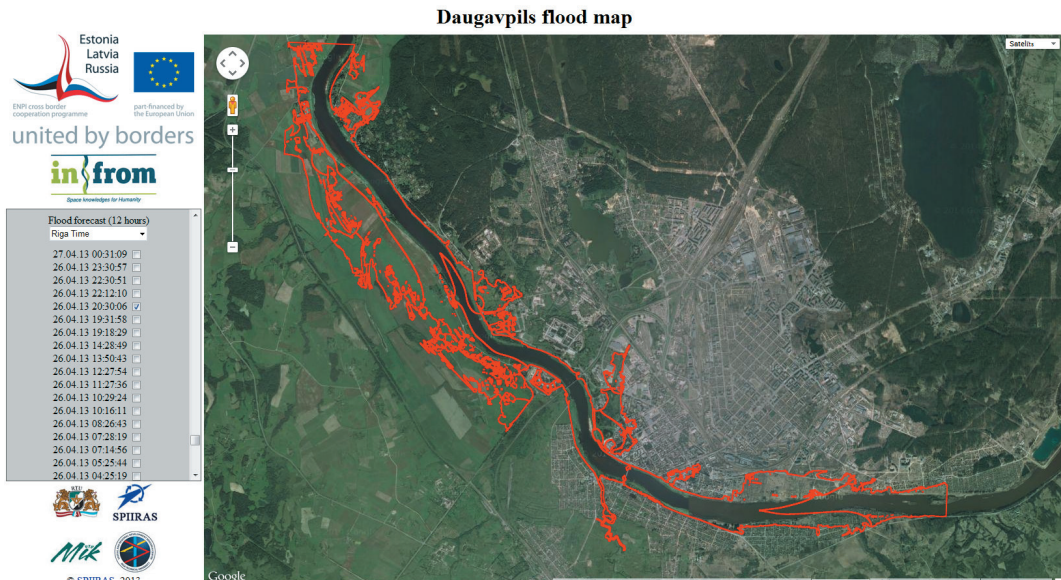 Daugavpils flood map
Estonia
Latvia
Russia
ENPI cross border
cooperation programme
part-financed by
the European Union
united by borders
infrom
Space knowledges for Humanity
Flood forecast (12 hours)
Riga Time
27.04.13 00:31:09
26.04.13 23:30:57
26.04.13 22:30:51
26.04.13 22:12:10
26.04.13 20:30:06
26.04.13 19:31:58
26.04.13 19:18:29
26.04.13 14:28:49
26.04.13 13:50:43
26.04.13 12:27:54
26.04.13 11:27:36
26.04.13 10:29:24
26.04.13 10:16:11
26.04.13 08:26:43
26.04.13 07:28:19
26.04.13 07:14:56
26.04.13 05:25:44
26.04.13 04:25:19
SPIIRAS
Mik
© SPIIRAS, 2013
Satelīts
Google